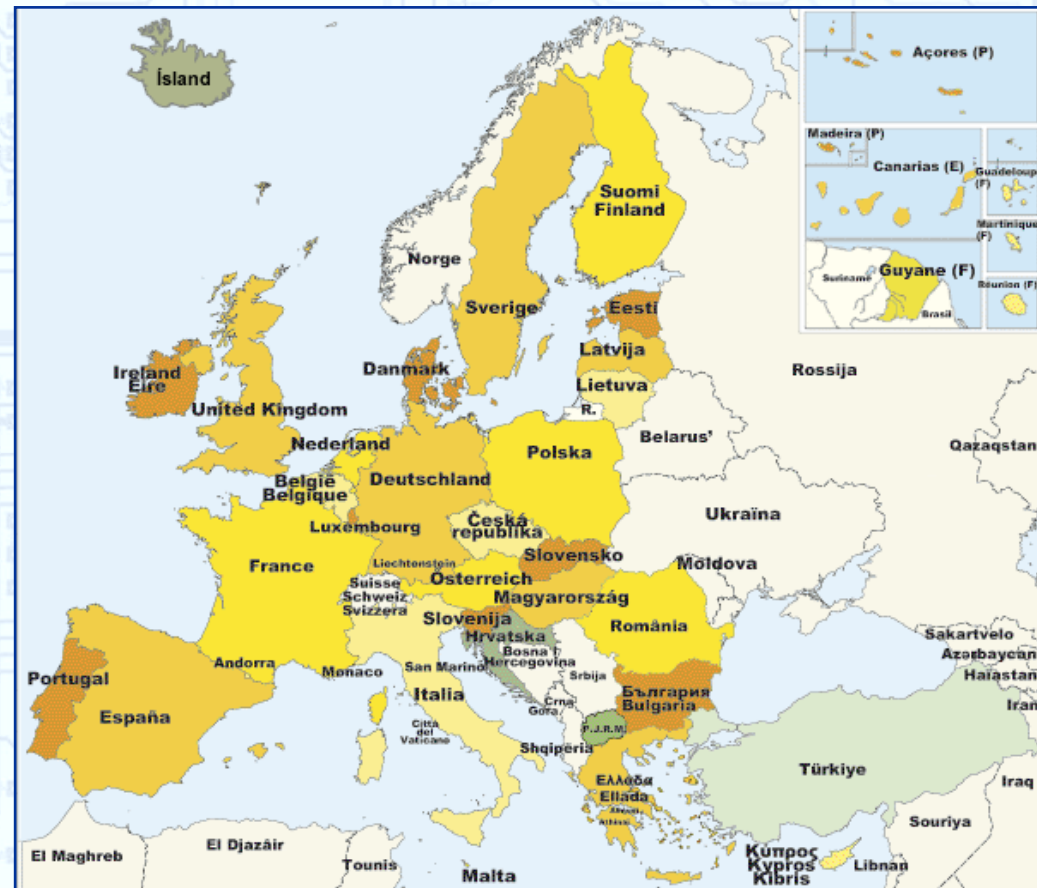 Ísland
Açores (P)
Madeira (P)
Canarias (E)
Guadeloup
(F)
Martinique
(F)
Suriname
Guyane (F)
Brasil
Réunion (F)
Suomi
Finland
Norge
Sverige
Eesti
Latvija
Lietuva
R.
Rossija
Danmark
Ireland
Éire
United Kingdom
Nederland
België
Belgique
Luxembourg
Deutschland
Polska
Belarus'
Qazaqstan
Ukraïna
Česká
republika
Slovensko
Moldova
France
Liechtenstein
Österreich
Suisse
Schweiz
Svizzera
Magyarország
Slovenija
Hrvatska
România
Bosna i
Hercegovina
Srbija
Crna
Gora
Andorra
Monaco
San Marino
Italia
Città
del
Vaticano
България
Bulgaria
P.J.R.M.
Shqipëria
Portugal
España
Sakartvelo
Azərbaycan
Haïastan
Iran
Iraq
Türkiye
Ελλάδα
Ellada
Souriya
Κύπρος
Kypros
Kibris
Libnan
El Maghreb
El Djazâir
Tounis
Malta